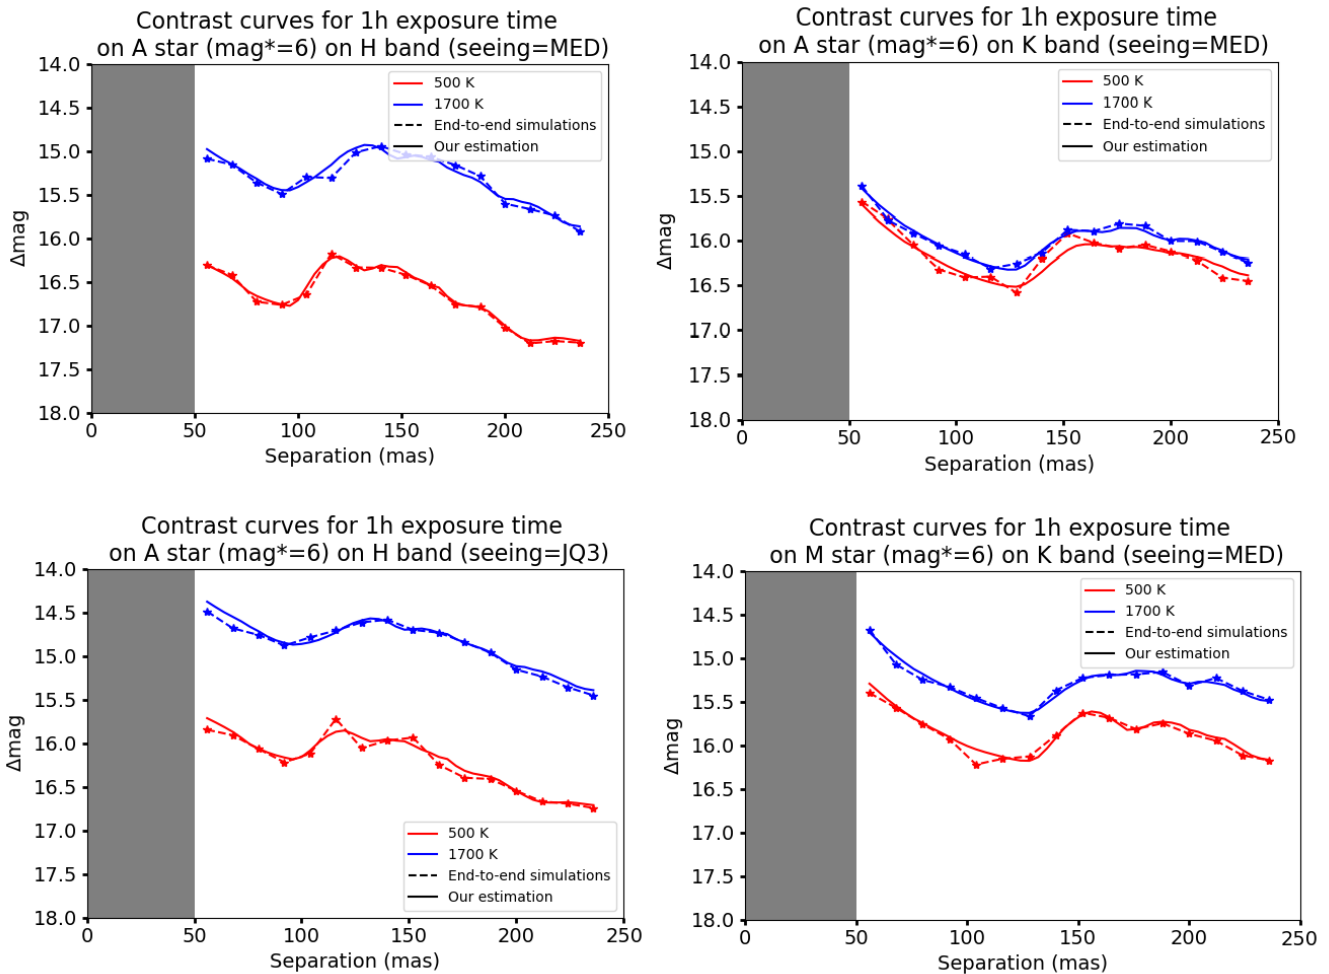 Contrast curves for 1h exposure time
on A star (mag*=6) on H band (seeing=MED)
14.0
14.5
15.0
15.5
16.0
16.5
17.0
17.5
18.0
Δmag
500 K
1700 K
End-to-end simulations
Our estimation
0 50 100 150 200 250
Separation (mas)
Contrast curves for 1h exposure time
on A star (mag*=6) on K band (seeing=MED)
14.0
14.5
15.0
15.5
16.0
16.5
17.0
17.5
18.0
Δmag
500 K
1700 K
End-to-end simulations
Our estimation
0 50 100 150 200 250
Separation (mas)
Contrast curves for 1h exposure time
on A star (mag*=6) on H band (seeing=JQ3)
14.0
14.5
15.0
15.5
16.0
16.5
17.0
17.5
18.0
Δmag
500 K
1700 K
End-to-end simulations
Our estimation
0 50 100 150 200 250
Separation (mas)
Contrast curves for 1h exposure time
on M star (mag*=6) on K band (seeing=MED)
14.0
14.5
15.0
15.5
16.0
16.5
17.0
17.5
18.0
Δmag
500 K
1700 K
End-to-end simulations
Our estimation
0 50 100 150 200 250
Separation (mas)